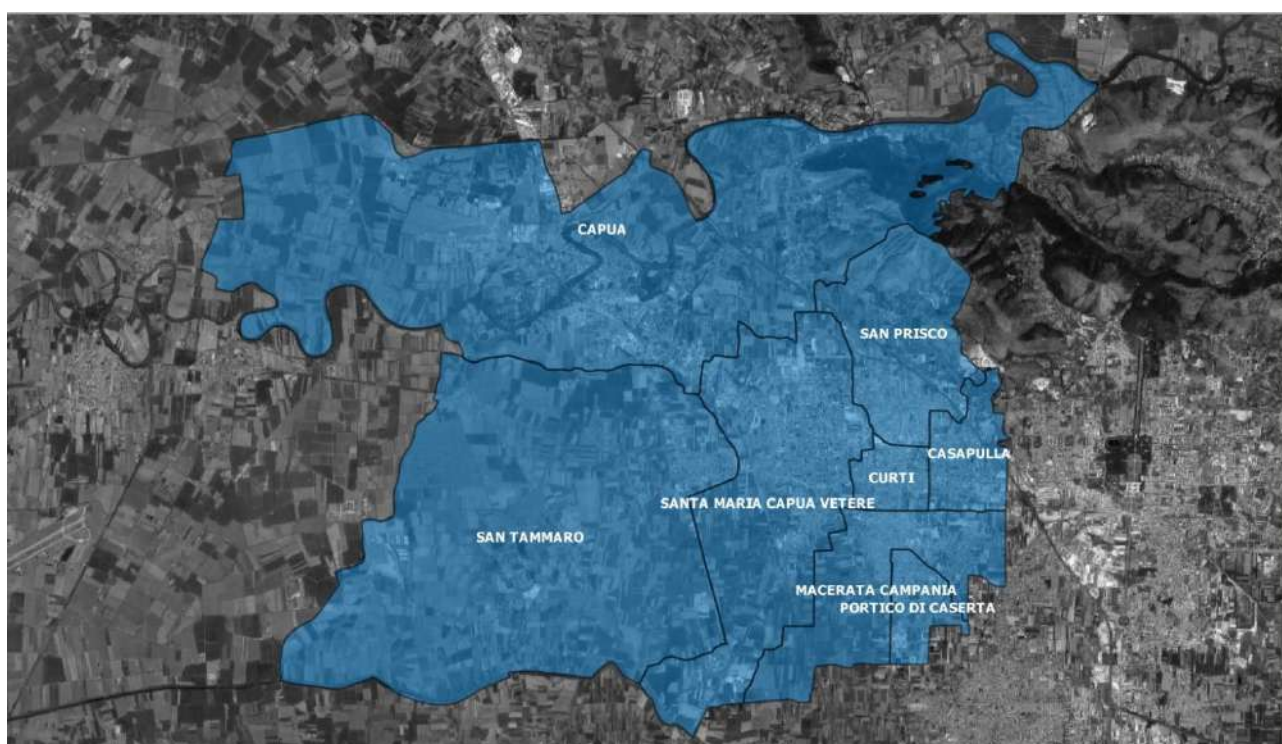 CAPUA
SAN PRISCO
CASAPULLA
CURTI
SANTA MARIA CAPUA VETERE
SAN TAMMARO
MACERATA CAMPANIA
PORTICO DI CASERTA